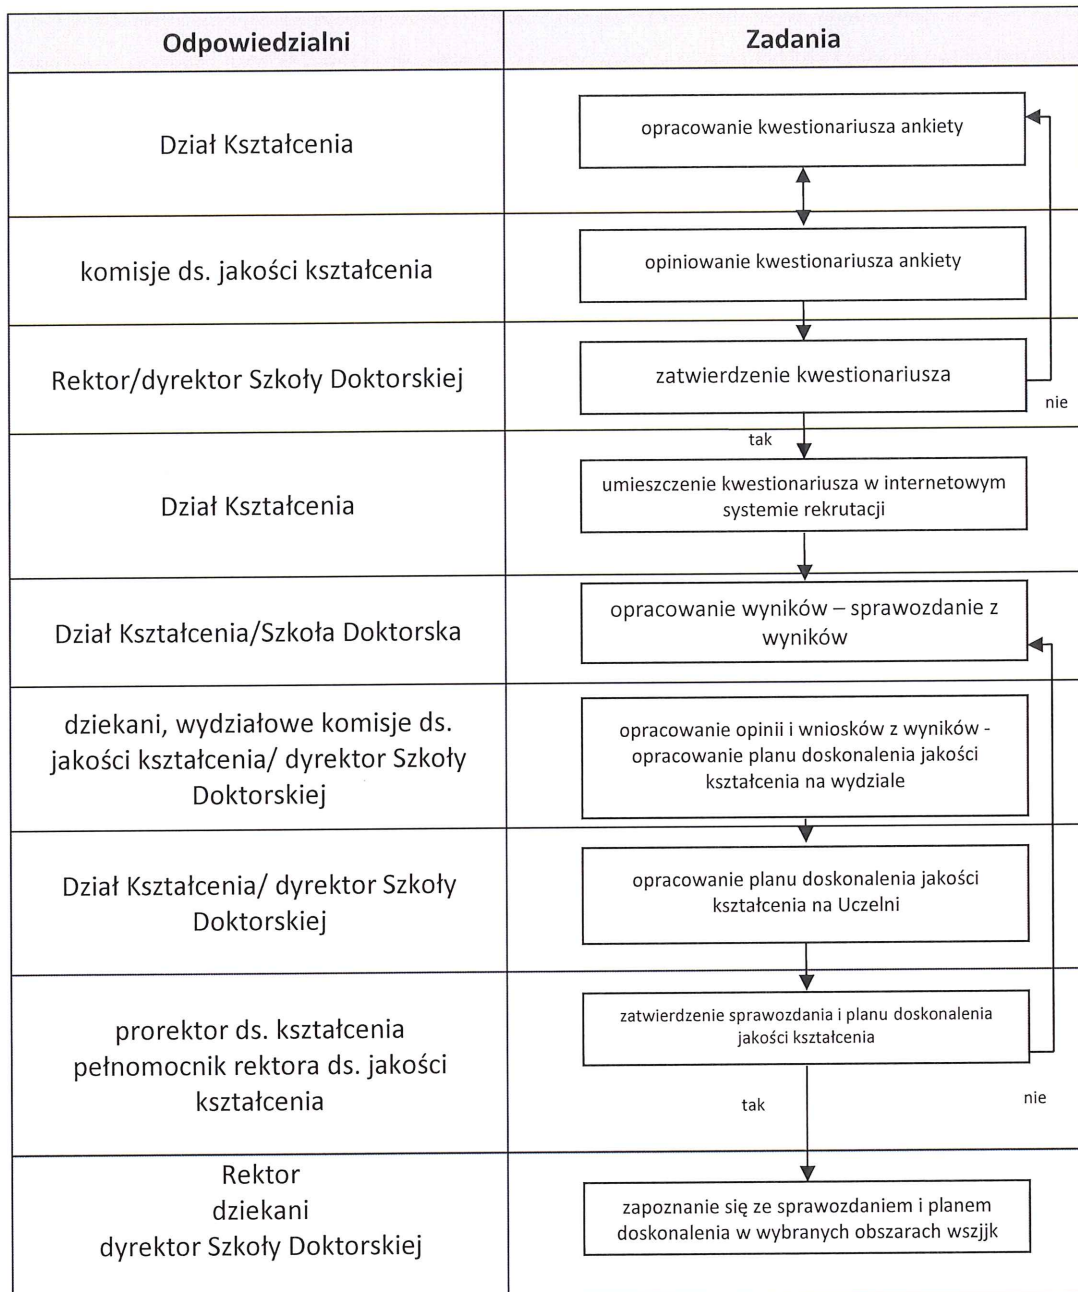 Odpowiedzialni
Zadania
Dział Kształcenia
opracowanie kwestionariusza ankiety
komisje ds. jakości kształcenia
opiniowanie kwestionariusza ankiety
Rektor/dyrektor Szkoły Doktorskiej
zatwierdzenie kwestionariusza
nie
tak
Dział Kształcenia
umieszczenie kwestionariusza w internetowym
systemie rekrutacji
Dział Kształcenia/Szkoła Doktorska
opracowanie wyników – sprawozdanie z
wyników
dziekani, wydziałowe komisje ds.
jakości kształcenia/ dyrektor Szkoły
Doktorskiej
opracowanie opinii i wniosków z wyników -
opracowanie planu doskonalenia jakości
kształcenia na wydziale
Dział Kształcenia/ dyrektor Szkoły
Doktorskiej
opracowanie planu doskonalenia jakości
kształcenia na Uczelni
prorektor ds. kształcenia
pełnomocnik rektora ds. jakości
kształcenia
zatwierdzenie sprawozdania i planu doskonalenia
jakości kształcenia
tak
nie
Rektor
dziekani
dyrektor Szkoły Doktorskiej
zapoznanie się ze sprawozdaniem i planem
doskonalenia w wybranych obszarach wszjjk